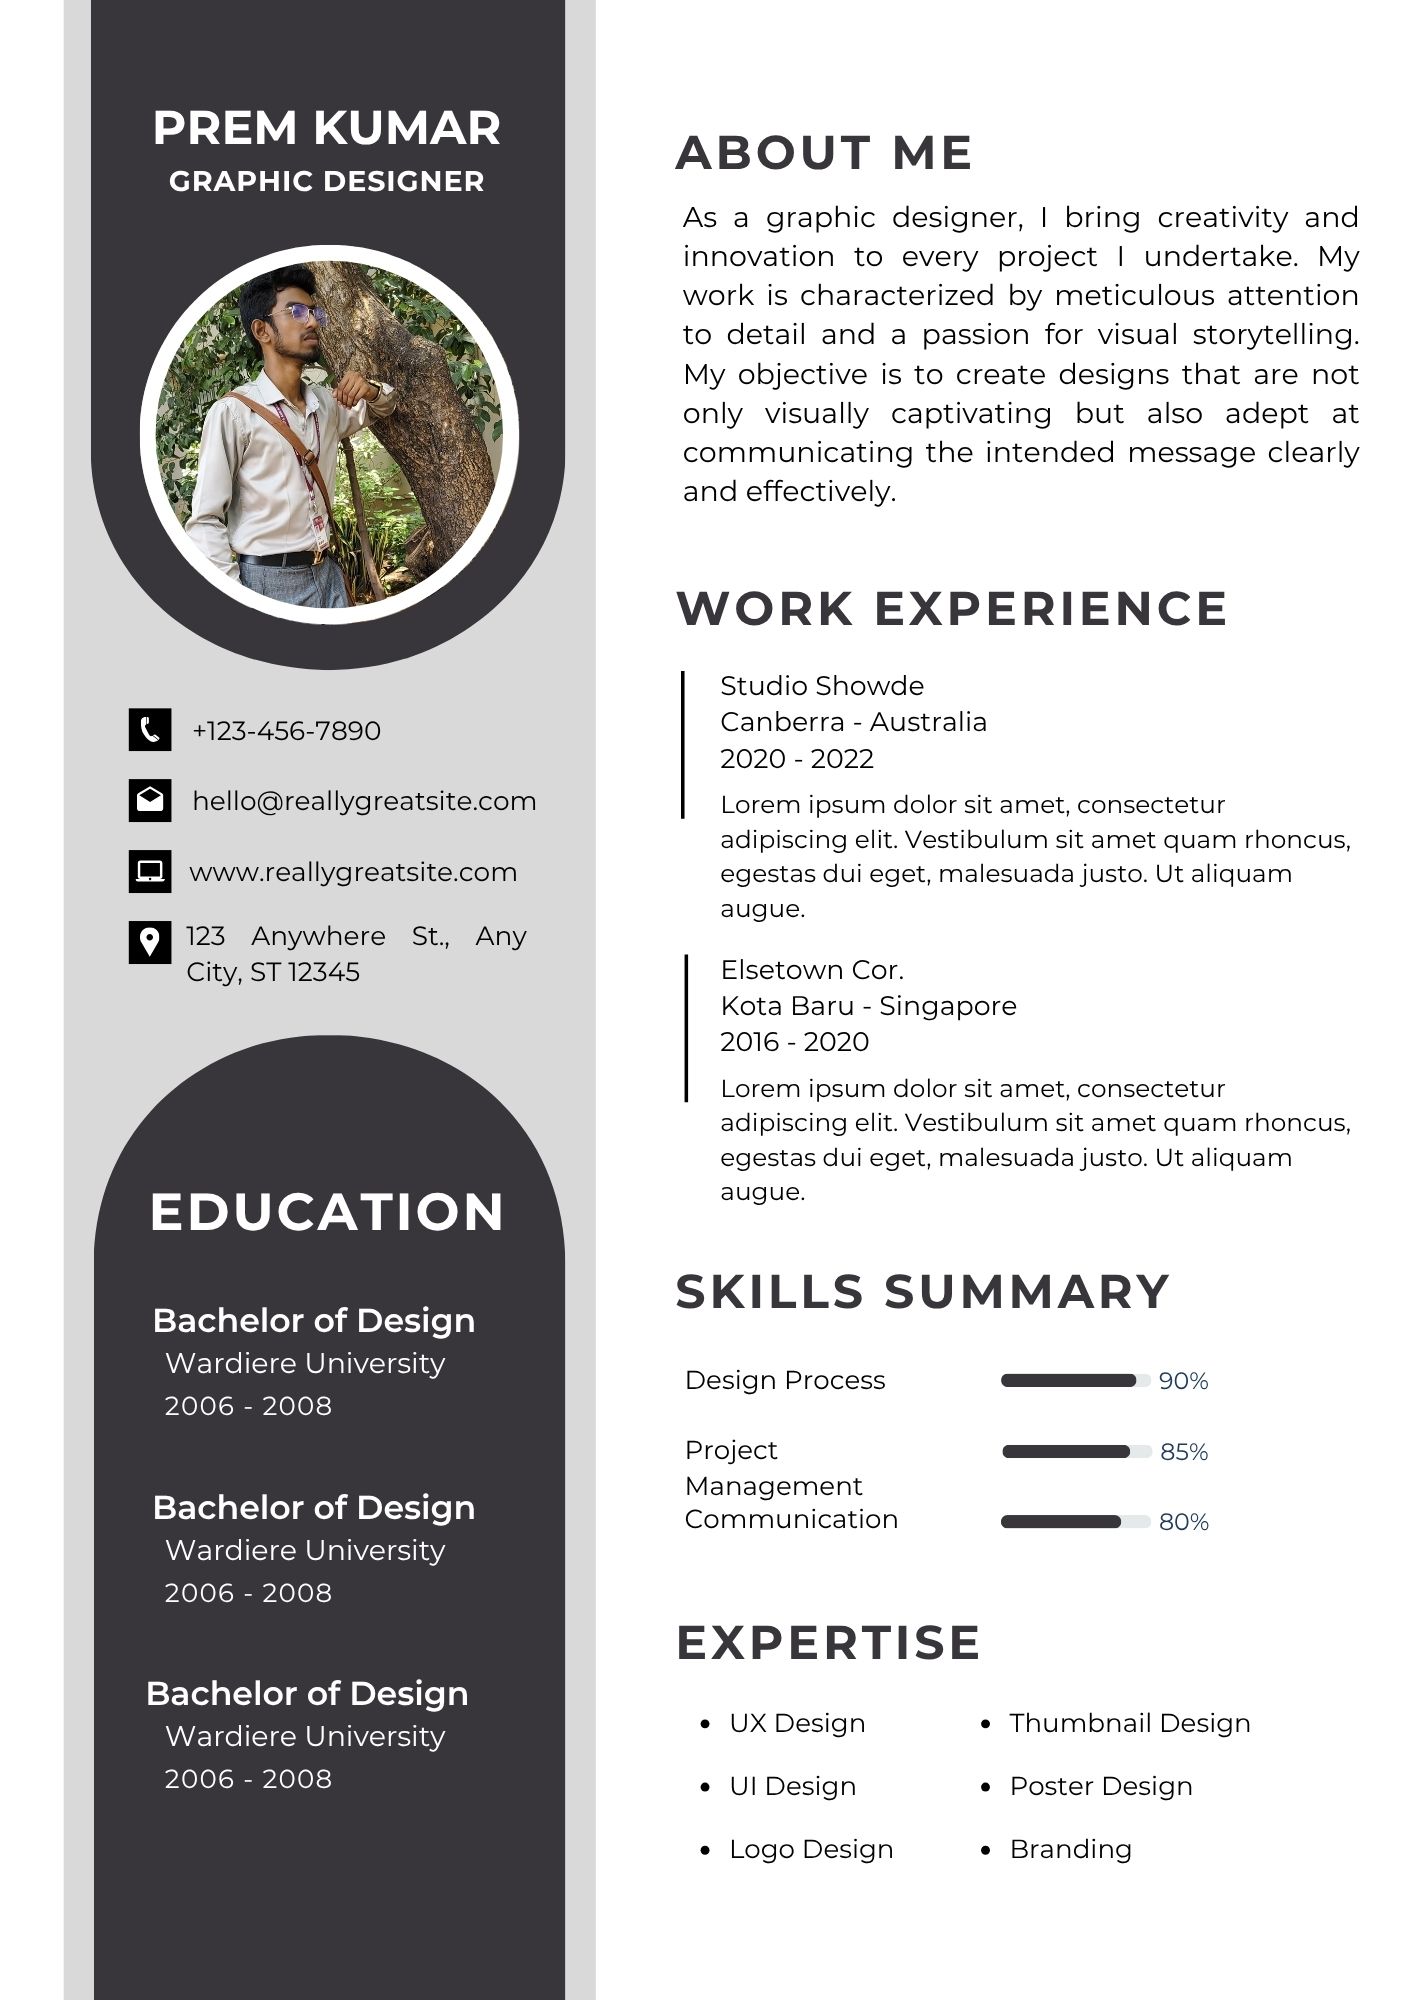 PREM KUMAR
GRAPHIC DESIGNER
+123-456-7890
hello@reallygreatsite.com
www.reallygreatsite.com
123 Anywhere St., Any
City, ST 12345
EDUCATION
Bachelor of Design
Wardiere University
2006 - 2008
Bachelor of Design
Wardiere University
2006 - 2008
Bachelor of Design
Wardiere University
2006 - 2008
ABOUT ME
As a graphic designer, I bring creativity and
innovation to every project I undertake. My
work is characterized by meticulous attention
to detail and a passion for visual storytelling.
My objective is to create designs that are not
only visually captivating but also adept at
communicating the intended message clearly
and effectively.
WORK EXPERIENCE
Studio Showde
Canberra - Australia
2020 - 2022
Lorem ipsum dolor sit amet, consectetur
adipiscing elit. Vestibulum sit amet quam rhoncus,
egestas dui eget, malesuada justo. Ut aliquam
augue.
Elsetown Cor.
Kota Baru - Singapore
2016 - 2020
Lorem ipsum dolor sit amet, consectetur
adipiscing elit. Vestibulum sit amet quam rhoncus,
egestas dui eget, malesuada justo. Ut aliquam
augue.
SKILLS SUMMARY
Design Process 90%
Project 85%
Management
Communication 80%
EXPERTISE
• UX Design
• UI Design
• Logo Design
• Thumbnail Design
• Poster Design
• Branding